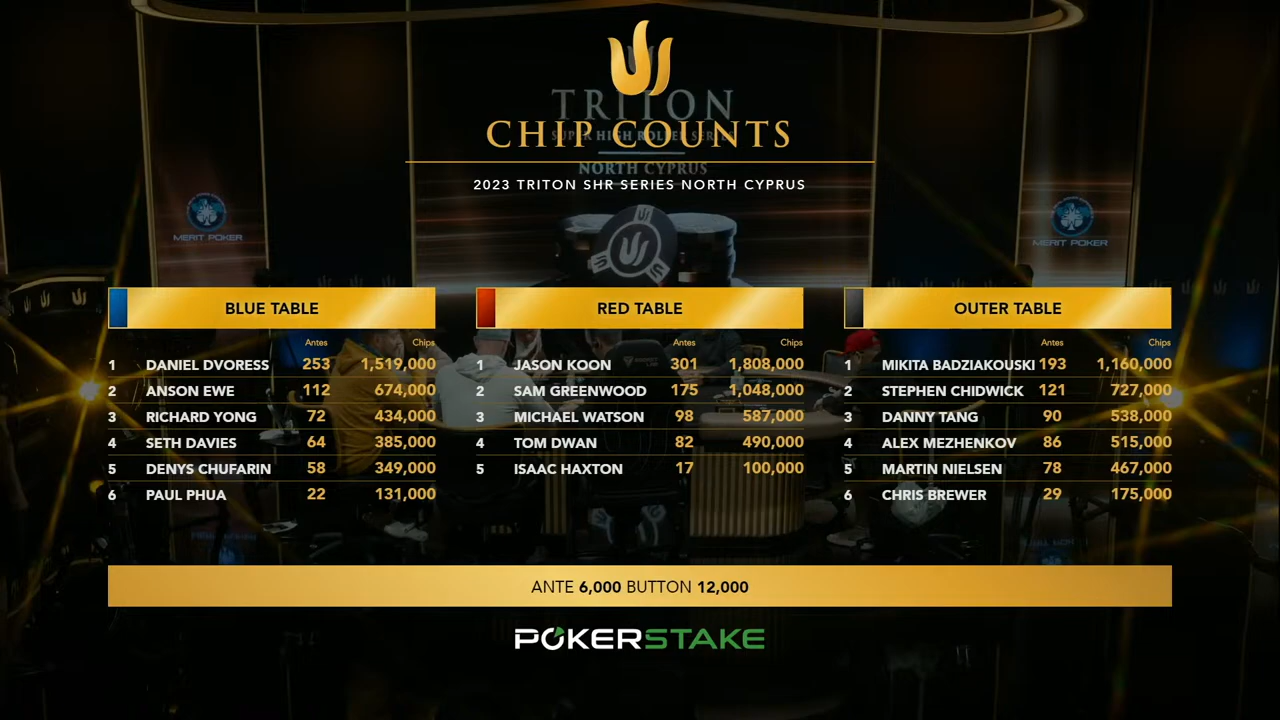 TRITON
CHIP COUNTS
SUPER HIGH ROLLER SERIES
NORTH CYPRUS
2023 TRITON SHR SERIES NORTH CYPRUS
MERIT POKER
MERIT POKER
BLUE TABLE
Antes Chips
1 DANIEL DVORESS 253 1,519,000
2 ANSON EWE 112 674,000
3 RICHARD YONG 72 434,000
4 SETH DAVIES 64 385,000
5 DENYS CHUFARIN 58 349,000
6 PAUL PHUA 22 131,000
RED TABLE
Antes Chips
1 JASON KOON 301 1,808,000
2 SAM GREENWOOD 175 1,048,000
3 MICHAEL WATSON 98 587,000
4 TOM DWAN 82 490,000
5 ISAAC HAXTON 17 100,000
OUTER TABLE
Antes Chips
1 MIKITA BADZIAKOUSKI 193 1,160,000
2 STEPHEN CHIDWICK 121 727,000
3 DANNY TANG 90 538,000
4 ALEX MEZHENKOV 86 515,000
5 MARTIN NIELSEN 78 467,000
6 CHRIS BREWER 29 175,000
ANTE 6,000 BUTTON 12,000
POKERSTAKE